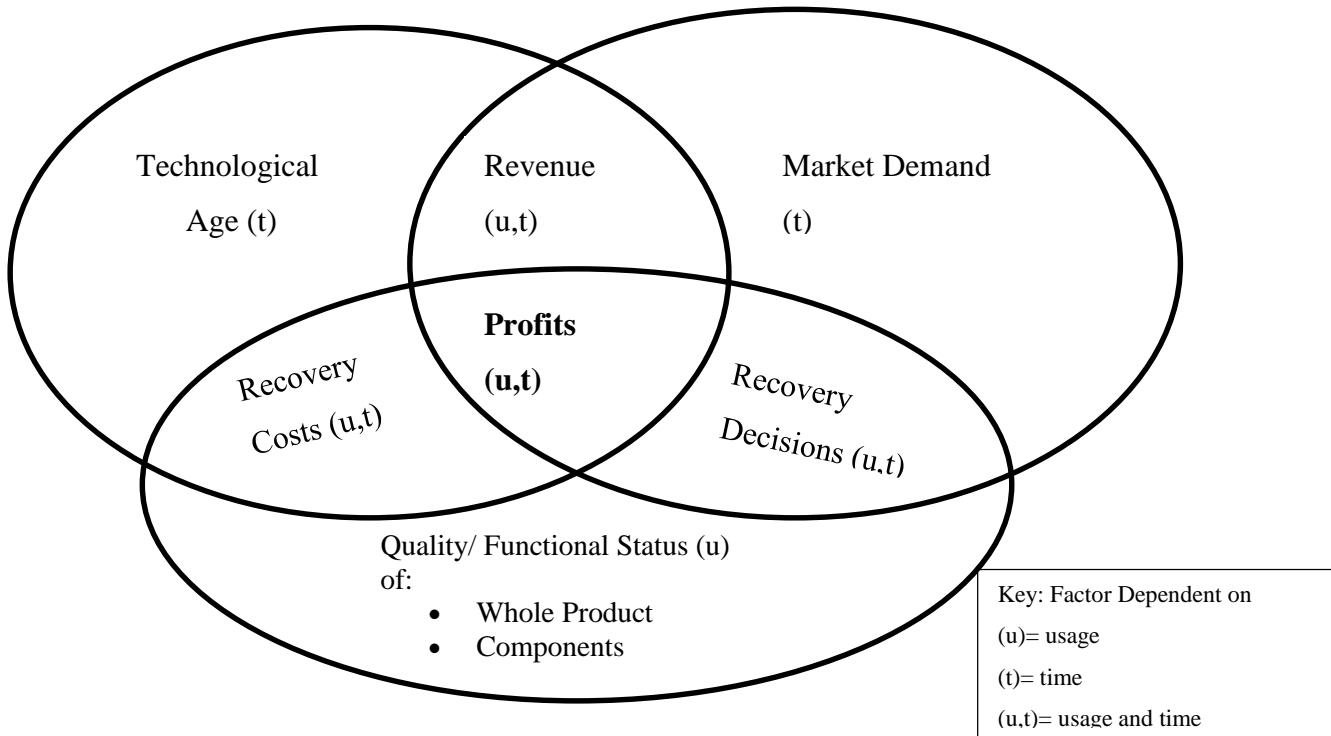 Technological
Age (t)
Revenue
(u,t)
Market Demand
(t)
Profits
(u,t)
Recovery
Costs (u,t)
Recovery
Decisions (u,t)
Quality/ Functional Status (u)
of:
• Whole Product
• Components
Key: Factor Dependent on
(u)= usage
(t)= time
(u,t)= usage and time